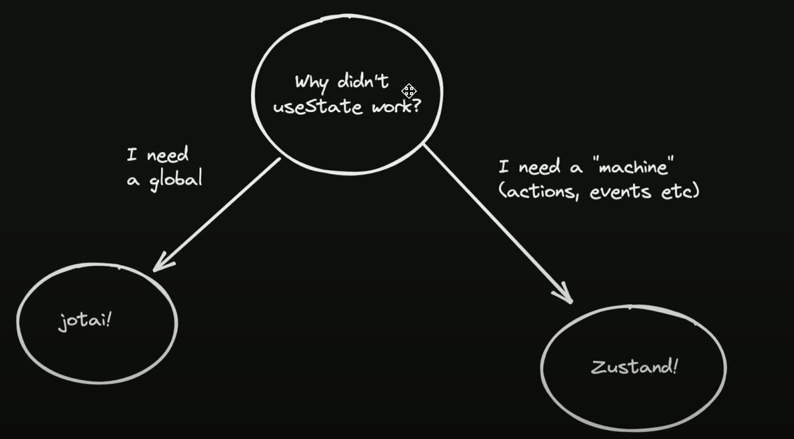 Why didn't
useState work?
I need
a global
I need a "machine"
(actions, events etc)
jotai!
Zustand!